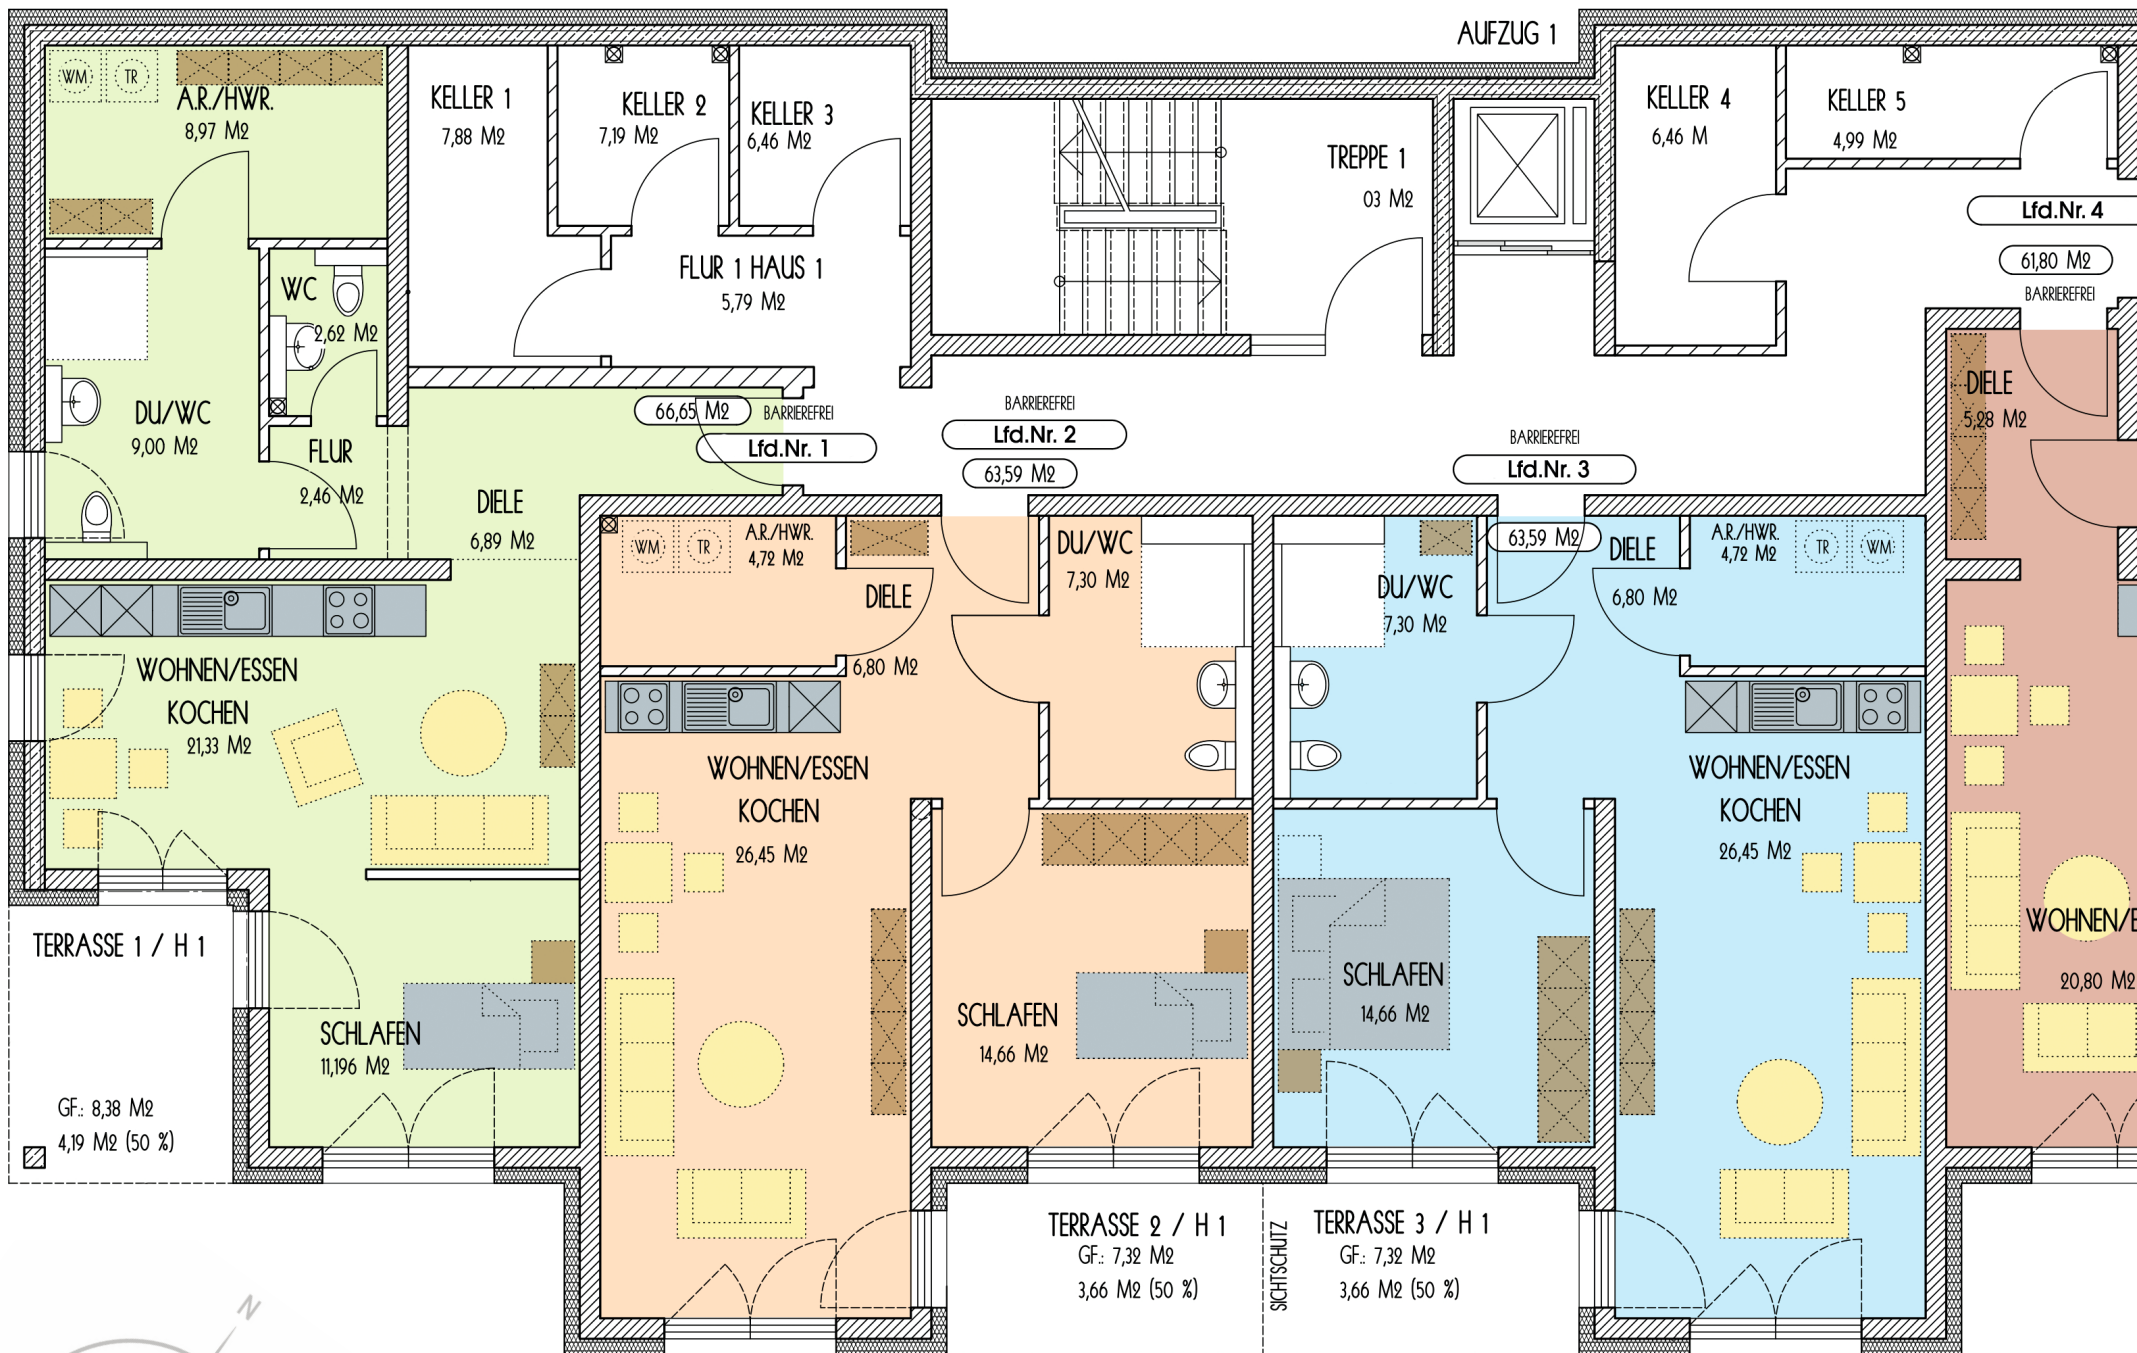 AUFZUG 1
WM
TR
A.R./HWR.
8,97 M2
KELLER 1
7,88 M2
KELLER 2
7,19 M2
KELLER 3
6,46 M2
TREPPE 1
03 M2
KELLER 4
6,46 M
KELLER 5
4,99 M2
Lfd.Nr. 4
61,80 M2
BARRIEREFREI
WC
2,62 M2
FLUR 1 HAUS 1
5,79 M2
DU/WC
9,00 M2
FLUR
2,46 M2
DIELE
6,89 M2
66,65 M2
BARRIEREFREI
Lfd.Nr. 1
BARRIEREFREI
Lfd.Nr. 2
63,59 M2
BARRIEREFREI
Lfd.Nr. 3
63,59 M2
DIELE
5,28 M2
WM
TR
A.R./HWR.
4,72 M2
DIELE
6,80 M2
DU/WC
7,30 M2
DU/WC
7,30 M2
DIELE
6,80 M2
A.R./HWR.
4,72 M2
TR
WM
WOHNEN/ESSEN
KOCHEN
21,33 M2
WOHNEN/ESSEN
KOCHEN
26,45 M2
WOHNEN/ESSEN
KOCHEN
26,45 M2
WOHNEN/E
20,80 M2
TERRASSE 1 / H 1
GF.: 8,38 M2
4,19 M2 (50 %)
SCHLAFEN
11,196 M2
SCHLAFEN
14,66 M2
SCHLAFEN
14,66 M2
TERRASSE 2 / H 1
GF.: 7,32 M2
3,66 M2 (50 %)
SICHTSCHUTZ
TERRASSE 3 / H 1
GF.: 7,32 M2
3,66 M2 (50 %)
N